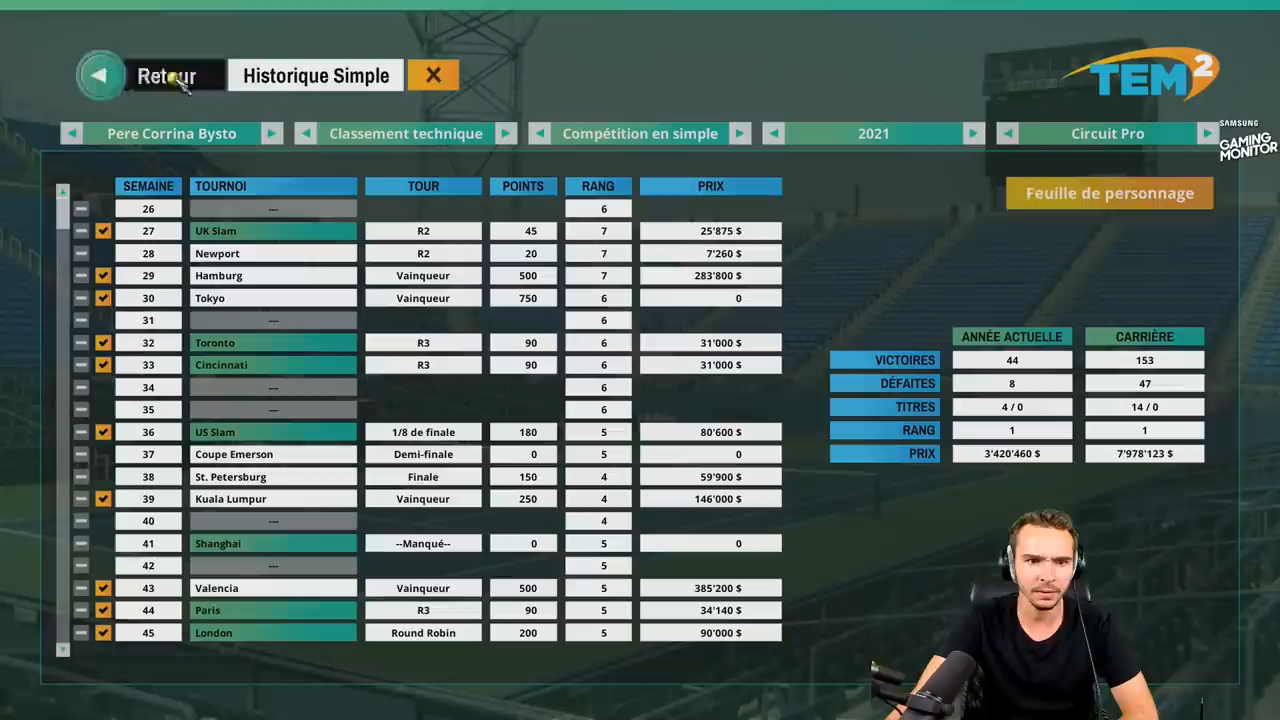 Retour Historique Simple X
TEM2
Pere Corrina Bysto Classement technique Compétition en simple 2021 Circuit Pro
SAMSUNG
GAMING
MONITOR
SEMAINE TOURNOI TOUR POINTS RANG PRIX
Feuille de personnage
26 --- 6
27 UK Slam R2 45 7 25'875 $
28 Newport R2 20 7 7'260 $
29 Hamburg Vainqueur 500 7 283'800 $
30 Tokyo Vainqueur 750 6 0
31 --- 6
32 Toronto R3 90 6 31'000 $
33 Cincinnati R3 90 6 31'000 $
34 --- 6
35 --- 6
36 US Slam 1/8 de finale 180 5 80'600 $
37 Coupe Emerson Demi-finale 0 5 0
38 St. Petersburg Finale 150 4 59'900 $
39 Kuala Lumpur Vainqueur 250 4 146'000 $
40 --- 4
41 Shanghai --Manqué-- 0 5 0
42 --- 5
43 Valencia Vainqueur 500 5 385'200 $
44 Paris R3 90 5 34'140 $
45 London Round Robin 200 5 90'000 $
ANNÉE ACTUELLE CARRIÈRE
VICTOIRES 44 153
DÉFAITES 8 47
TITRES 4 / 0 14 / 0
RANG 1 1
PRIX 3'420'460 $ 7'978'123 $